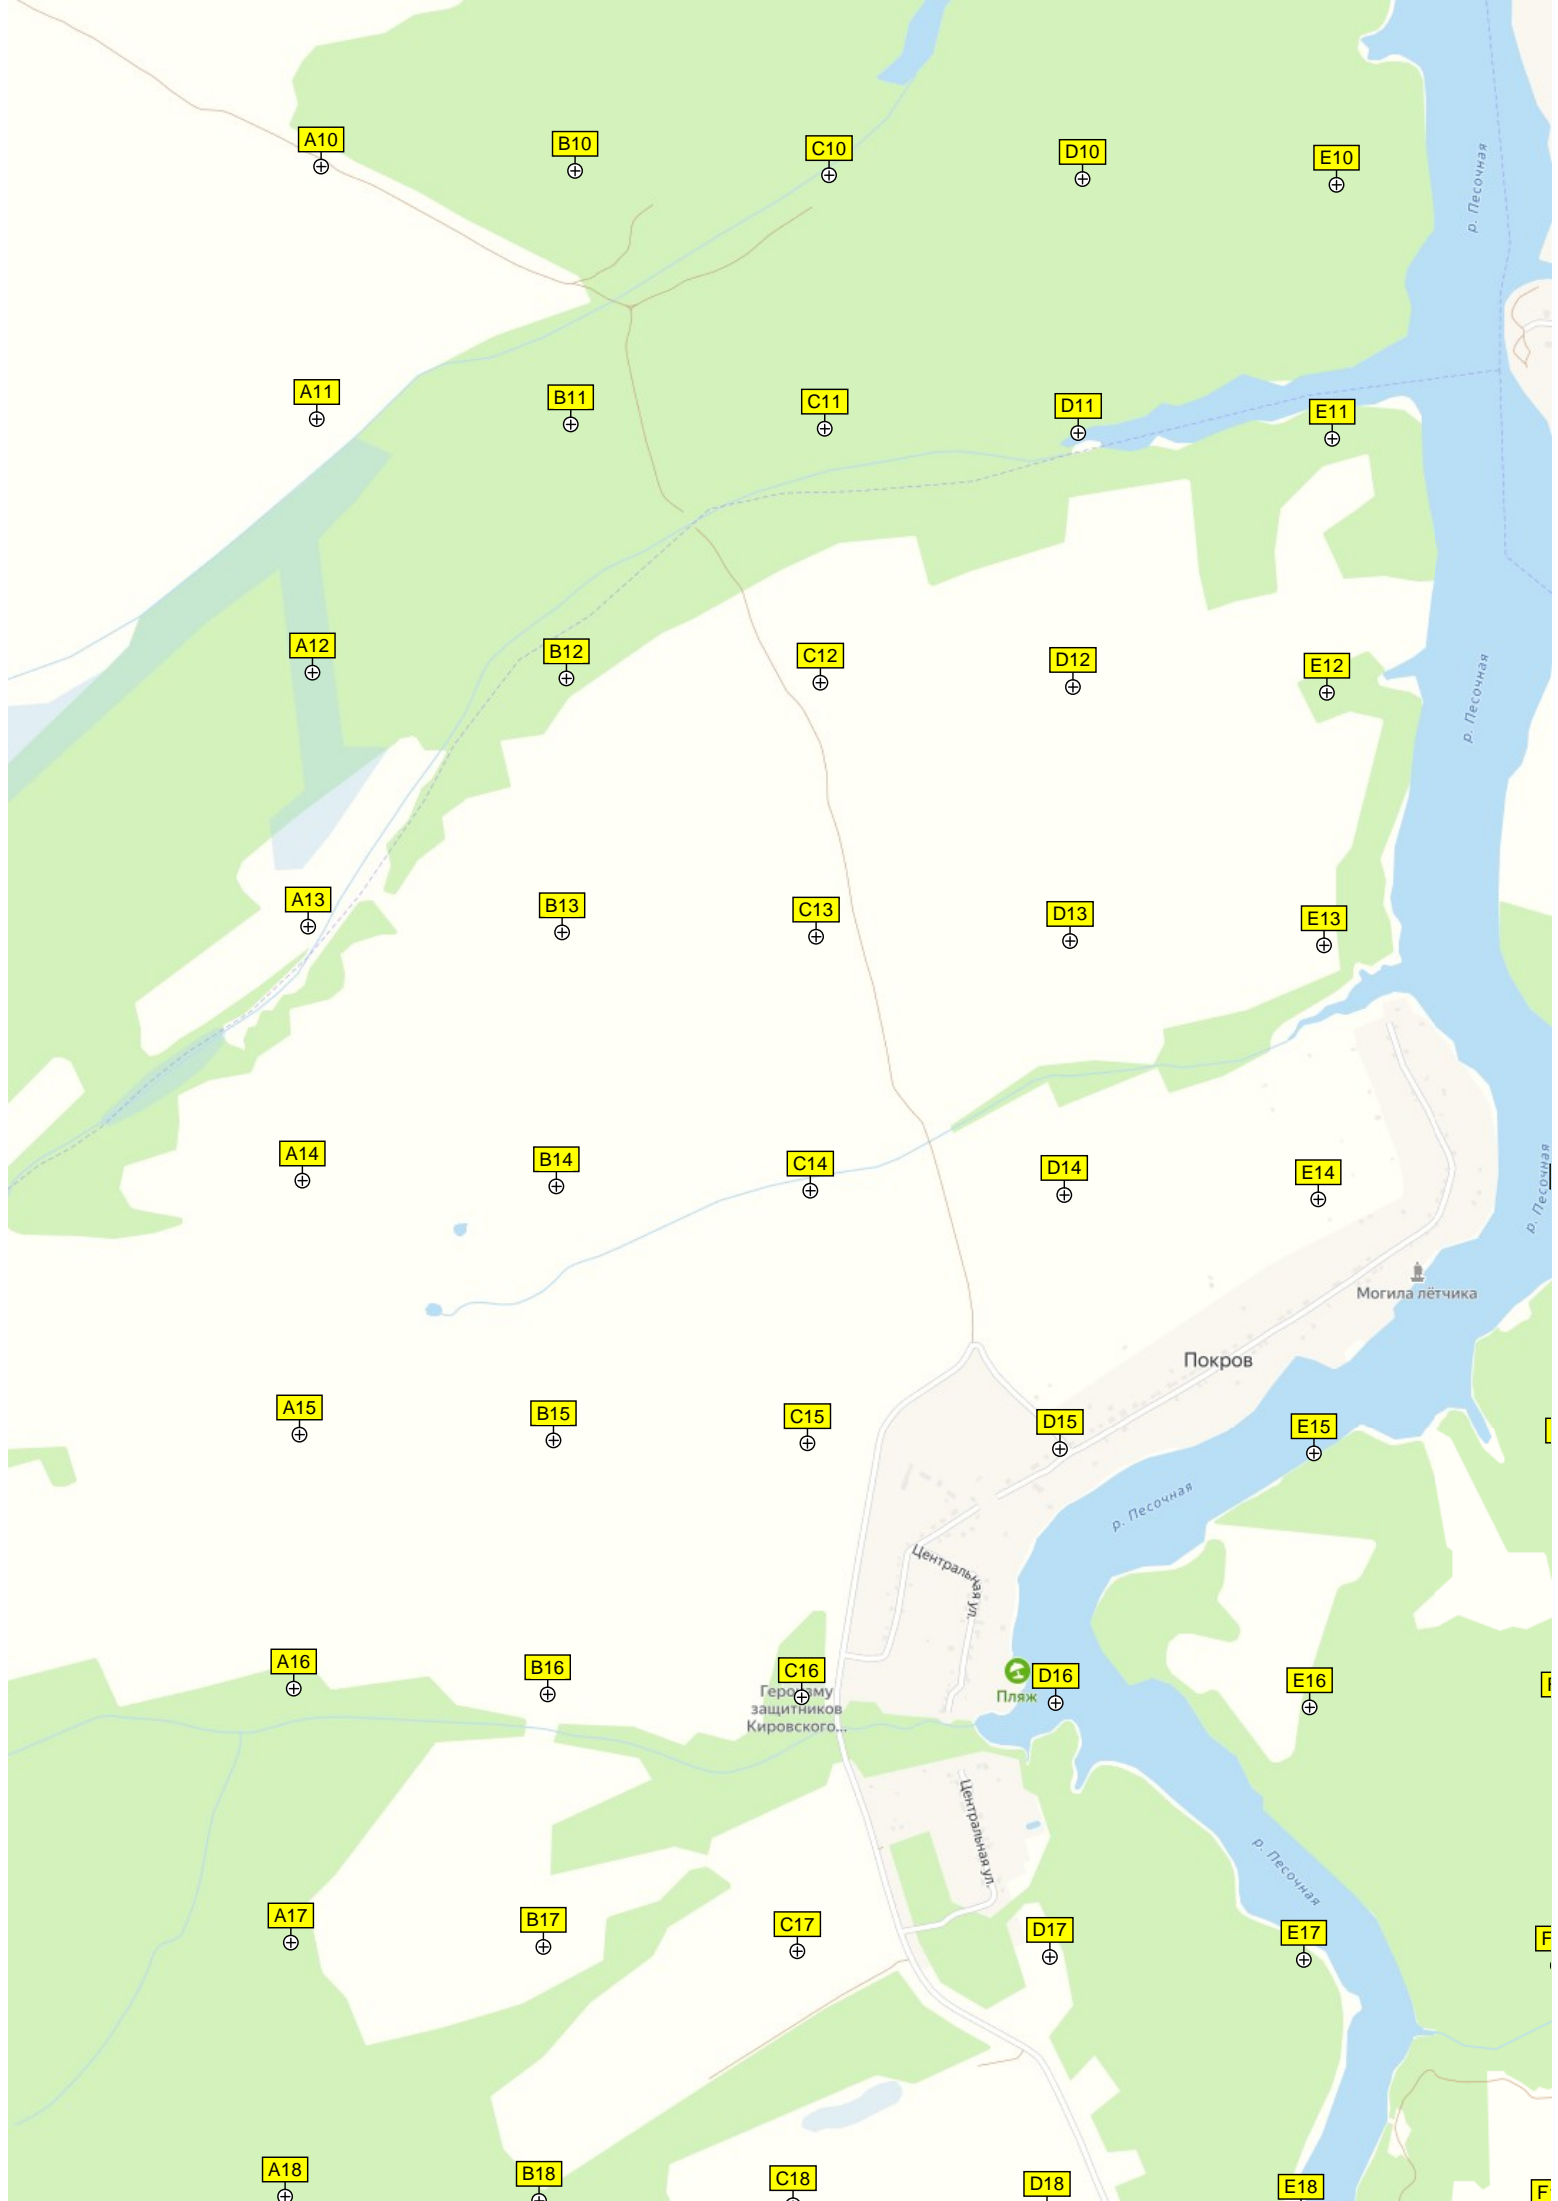 A10
B10
C10
D10
E10
р. Песочная
A11
B11
C11
D11
E11
A12
B12
C12
D12
E12
р. Песочная
A13
B13
C13
D13
E13
A14
B14
C14
D14
E14
р. Песочная
Могила лётчика
Покров
A15
B15
C15
D15
E15
р. Песочная
Центральная ул.
A16
B16
C16
D16
E16
Пляж
защитников
Кировского...
Центральная ул.
р. Песочная
A17
B17
C17
D17
E17
F
A18
B18
C18
D18
E18
F